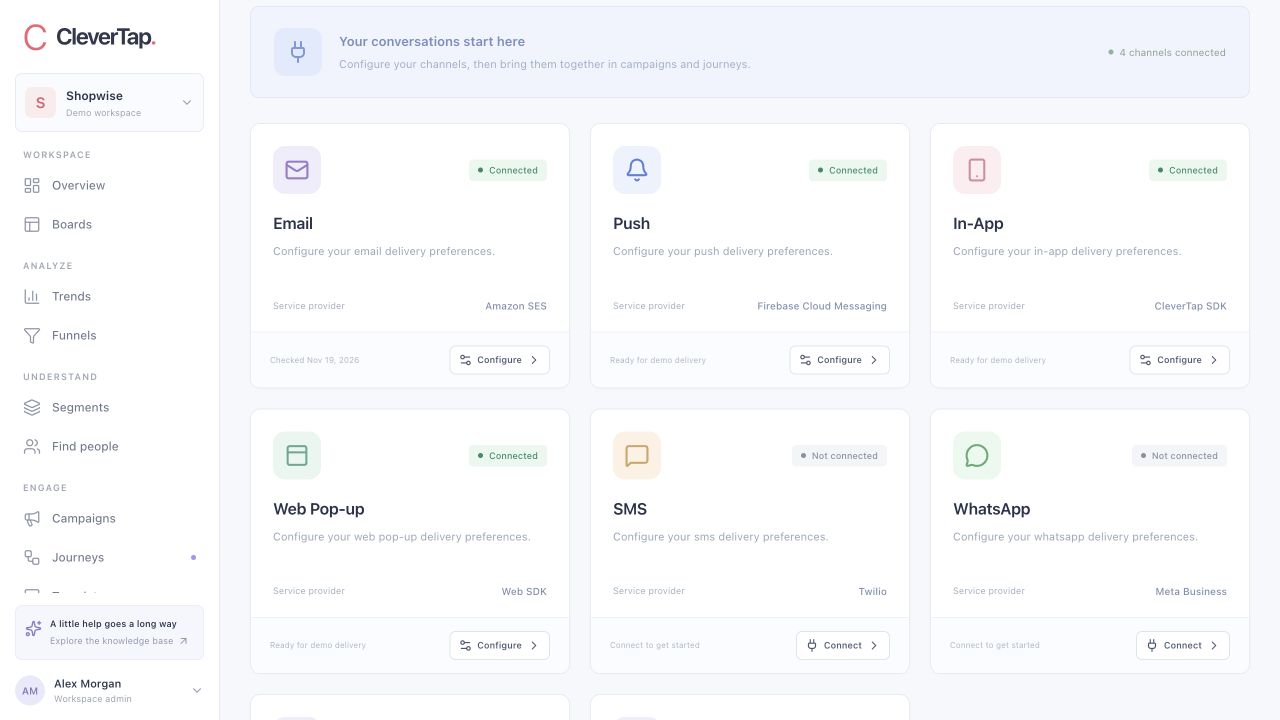 CleverTap.
S
Shopwise
Demo workspace
WORKSPACE
Overview
Boards
ANALYZE
Trends
Funnels
UNDERSTAND
Segments
Find people
ENGAGE
Campaigns
Journeys
A little help goes a long way
Explore the knowledge base
AM
Alex Morgan
Workspace admin
Your conversations start here
Configure your channels, then bring them together in campaigns and journeys.
4 channels connected
Connected
Email
Configure your email delivery preferences.
Service provider
Amazon SES
Checked Nov 19, 2026
Configure
Connected
Push
Configure your push delivery preferences.
Service provider
Firebase Cloud Messaging
Ready for demo delivery
Configure
Connected
In-App
Configure your in-app delivery preferences.
Service provider
CleverTap SDK
Ready for demo delivery
Configure
Connected
Web Pop-up
Configure your web pop-up delivery preferences.
Service provider
Web SDK
Ready for demo delivery
Configure
Not connected
SMS
Configure your sms delivery preferences.
Service provider
Twilio
Connect to get started
Connect
Not connected
WhatsApp
Configure your whatsapp delivery preferences.
Service provider
Meta Business
Connect to get started
Connect